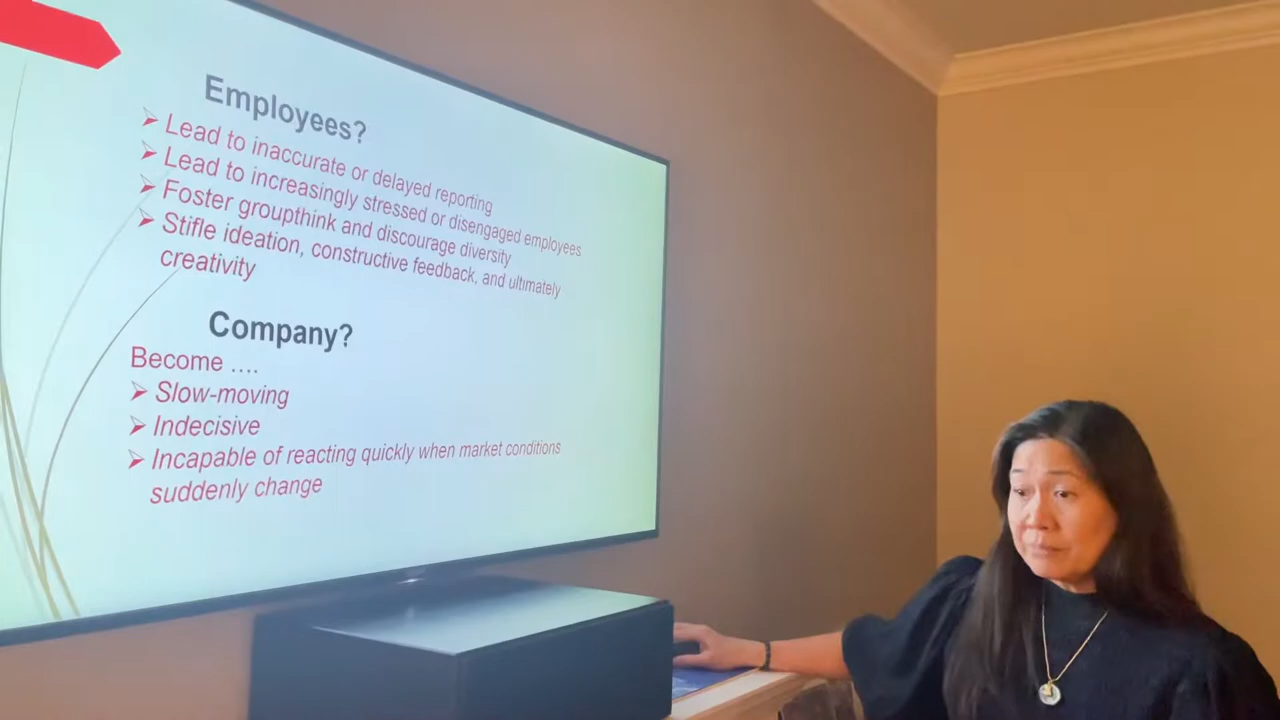 Employees?
➢ Lead to inaccurate or delayed reporting
➢ Lead to increasingly stressed or disengaged employees
➢ Foster groupthink and discourage diversity
➢ Stifle ideation, constructive feedback, and ultimately
creativity
Company?
Become ....
➢ Slow-moving
➢ Indecisive
➢ Incapable of reacting quickly when market conditions
suddenly change